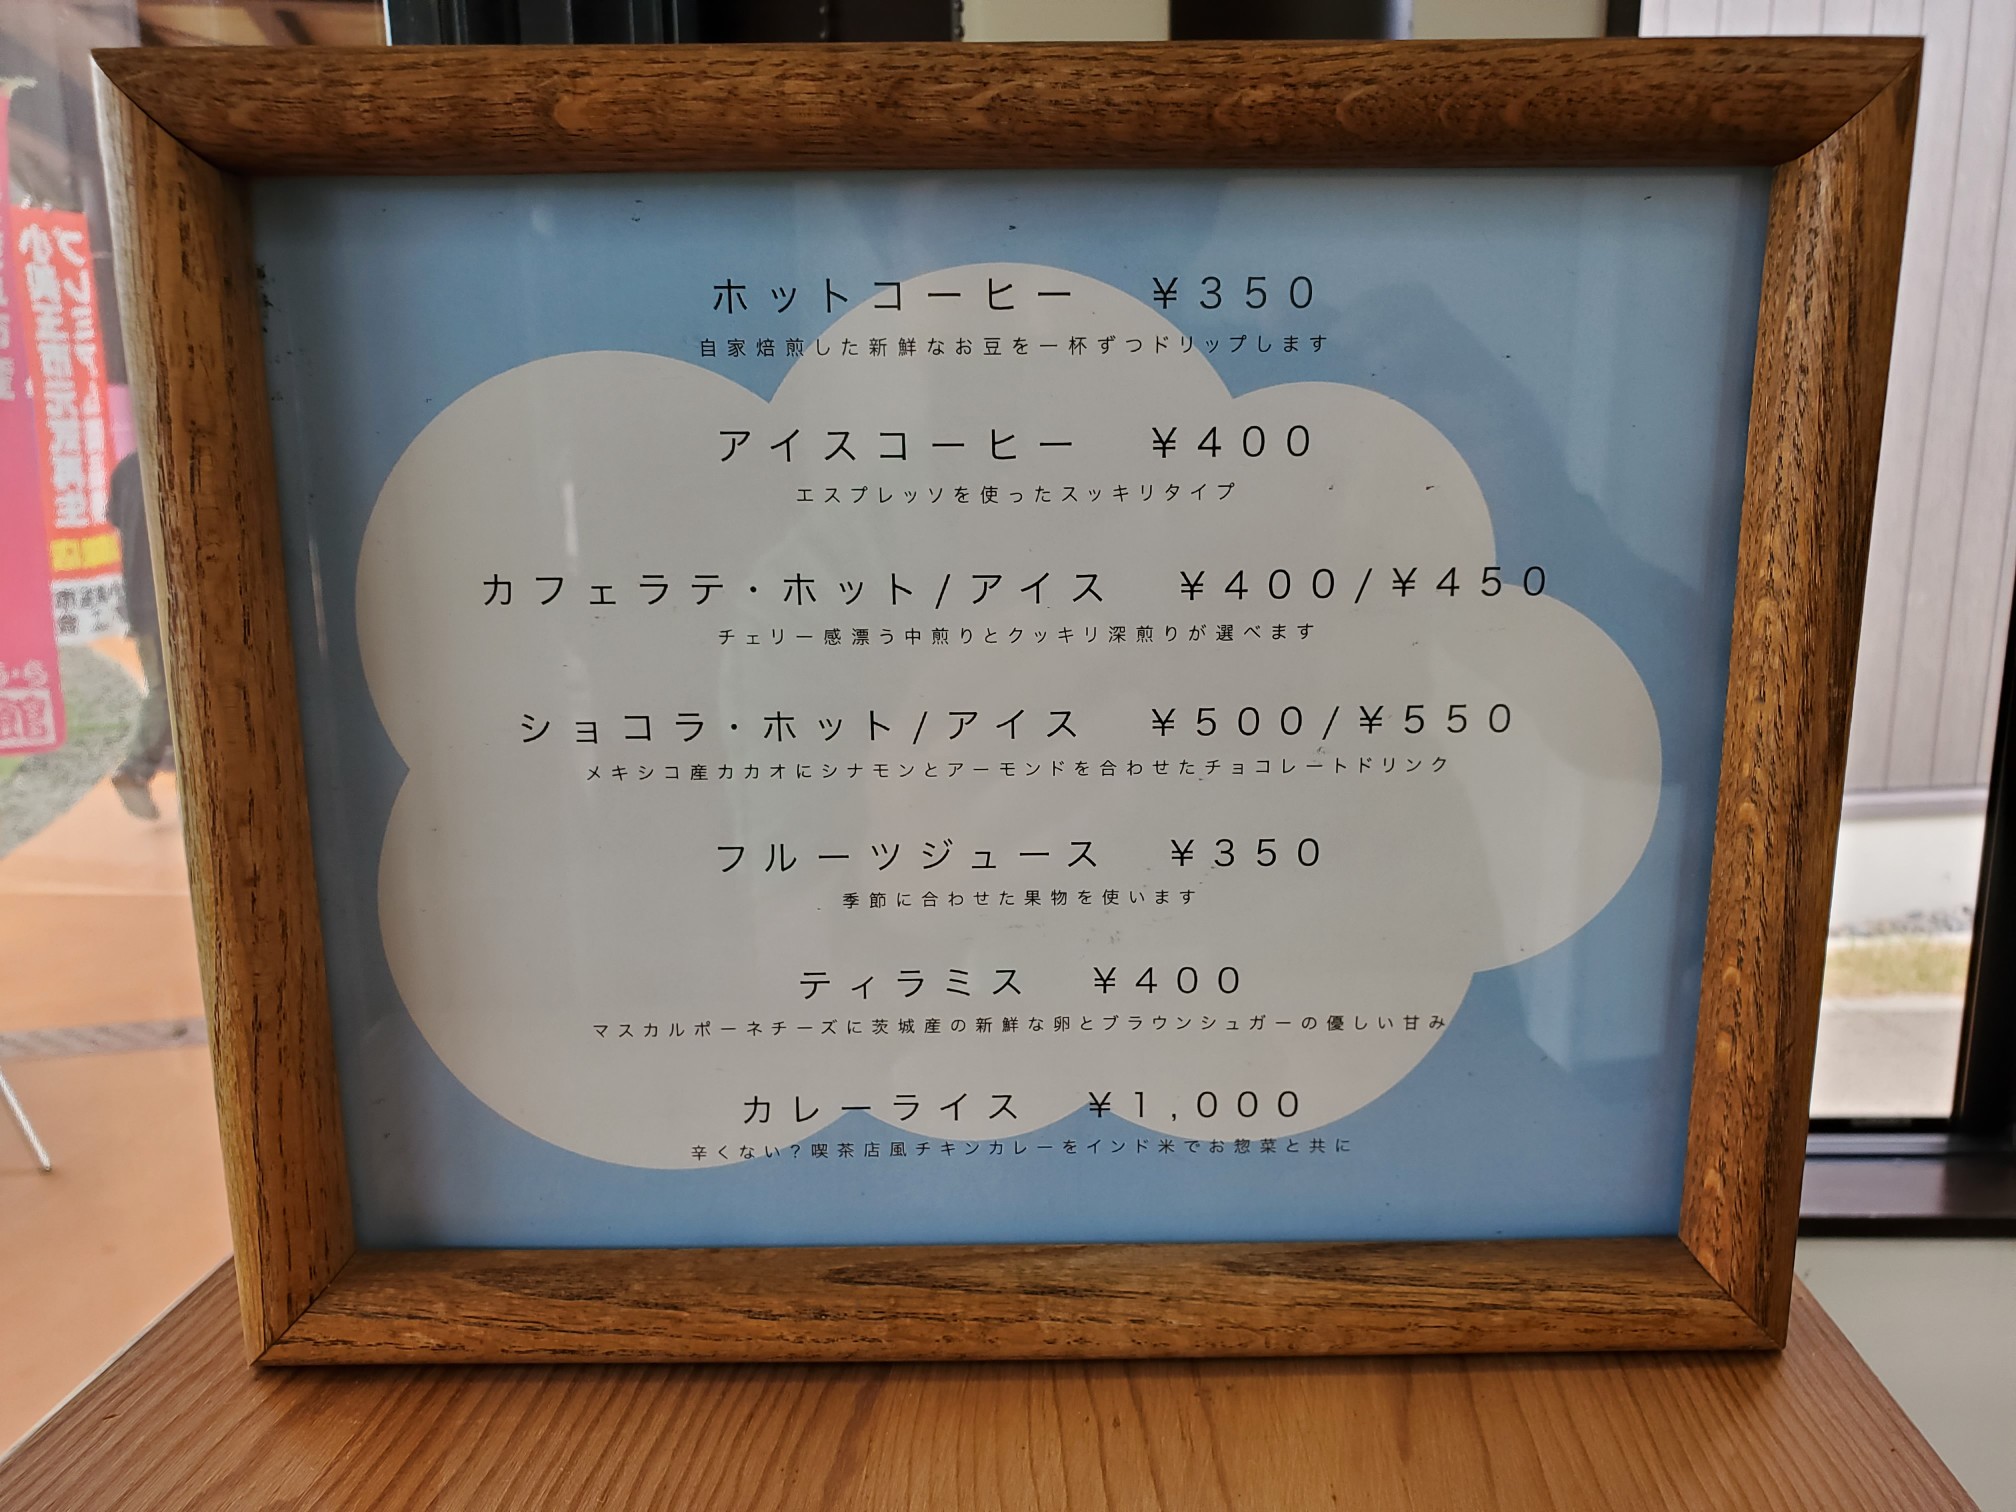 ホットコーヒー　¥350
自家焙煎した新鮮なお豆を一杯ずつドリップします
アイスコーヒー　¥400
エスプレッソを使ったスッキリタイプ
カフェラテ・ホット/アイス　¥400/¥450
チェリー感漂う中煎りとクッキリ深煎りが選べます
ショコラ・ホット/アイス　¥500/¥550
メキシコ産カカオにシナモンとアーモンドを合わせたチョコレートドリンク
フルーツジュース　¥350
季節に合わせた果物を使います
ティラミス　¥400
マスカルポーネチーズに茨城産の新鮮な卵とブラウンシュガーの優しい甘み
カレーライス　¥1,000
辛くない？喫茶店風チキンカレーをインド米でお惣菜と共に